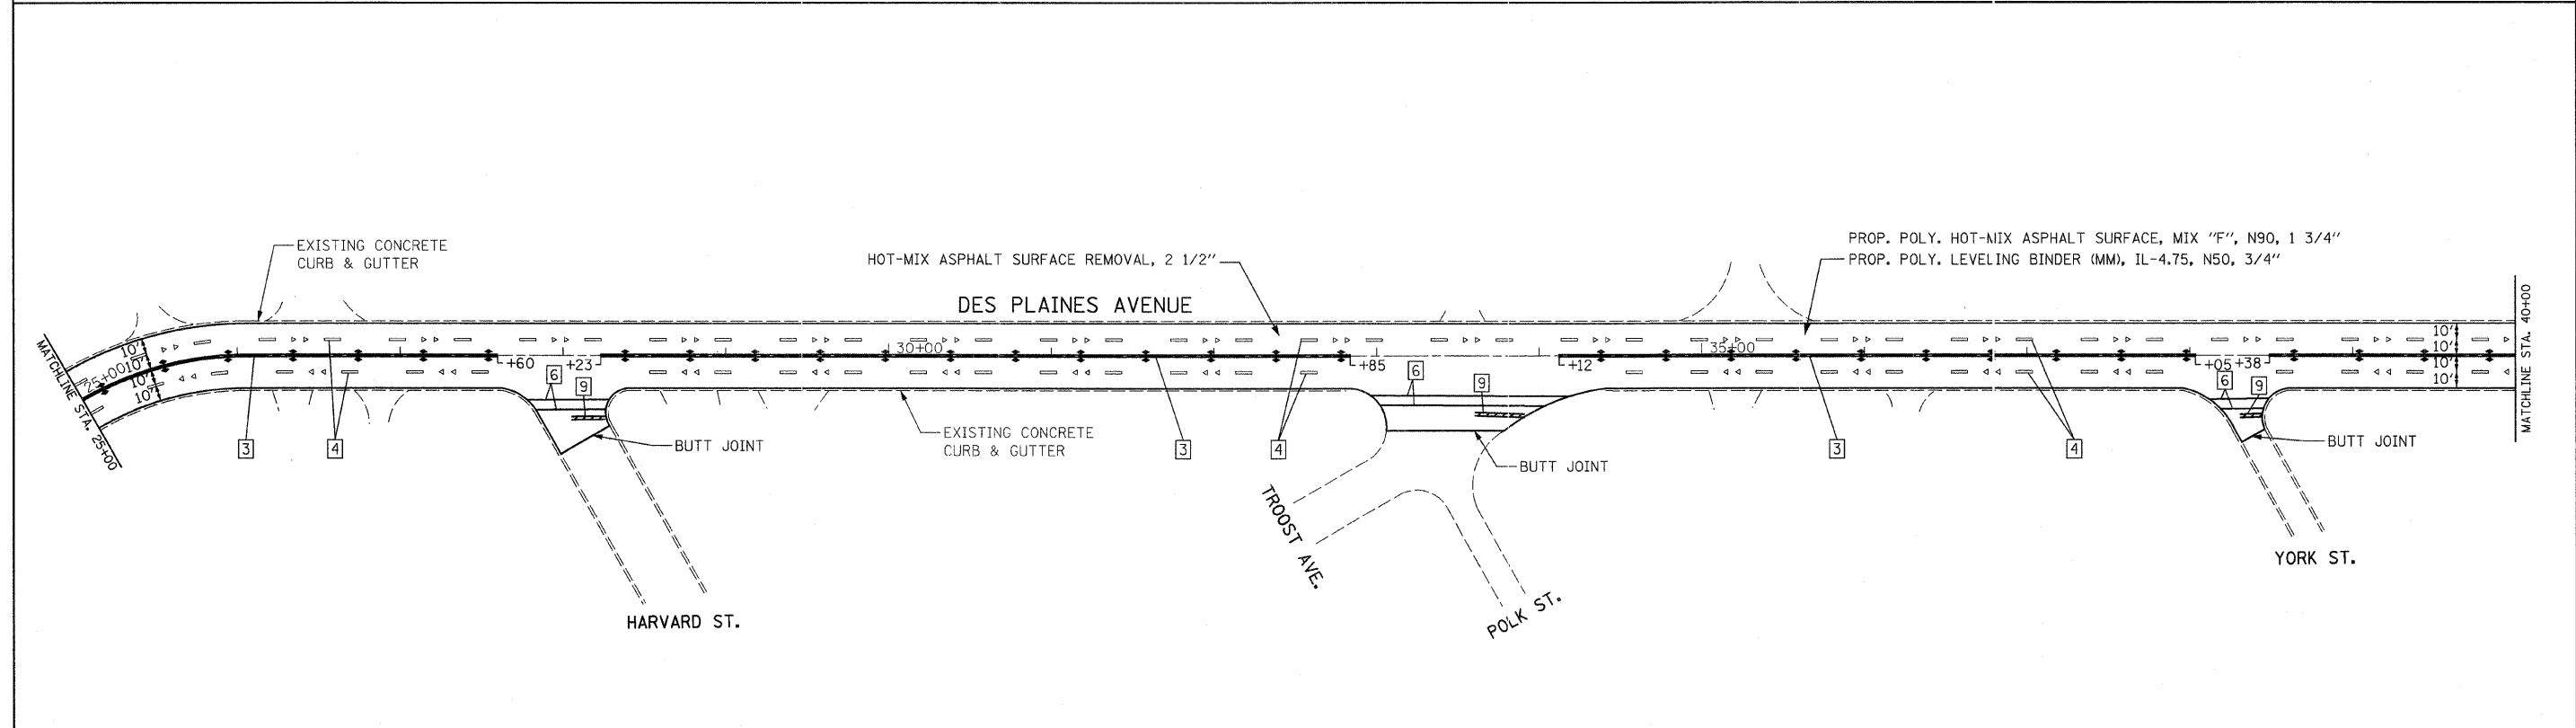 PROP. POLY. HOT-MIX ASPHALT SURFACE, MIX "F", N90, 1 3/4"
PROP. POLY. LEVELING BINDER (MM), IL-4.75, N50, 3/4"
EXISTING CONCRETE
CURB & GUTTER
HOT-MIX ASPHALT SURFACE REMOVAL, 2 1/2"
DES PLAINES AVENUE
MATCHLINE STA. 25+00
25+00
10'
10'
10'
10'
30+00
35+00
10'
10'
10'
10'
MATCHLINE STA. 40+00
+60
+23
+85
+12
+05
+38
6
9
6
9
6
9
3
4
BUTT JOINT
EXISTING CONCRETE
CURB & GUTTER
3
4
BUTT JOINT
3
4
BUTT JOINT
HARVARD ST.
TROOST AVE.
POLK ST.
YORK ST.